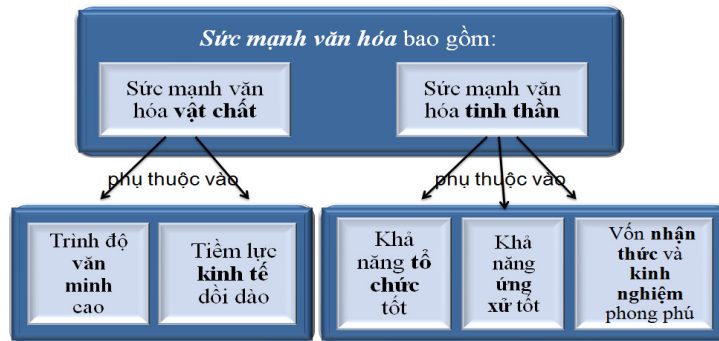 Sức mạnh văn hóa bao gồm:
Sức mạnh văn
hóa vật chất
Sức mạnh văn
hóa tinh thần
phụ thuộc vào
phụ thuộc vào
Trình độ
văn
minh
cao
Tiềm lực
kinh tế
dồi dào
Khả
năng tổ
chức
tốt
Khả
năng
ứng
xử tốt
Vốn nhận
thức và
kinh
nghiệm
phong phú